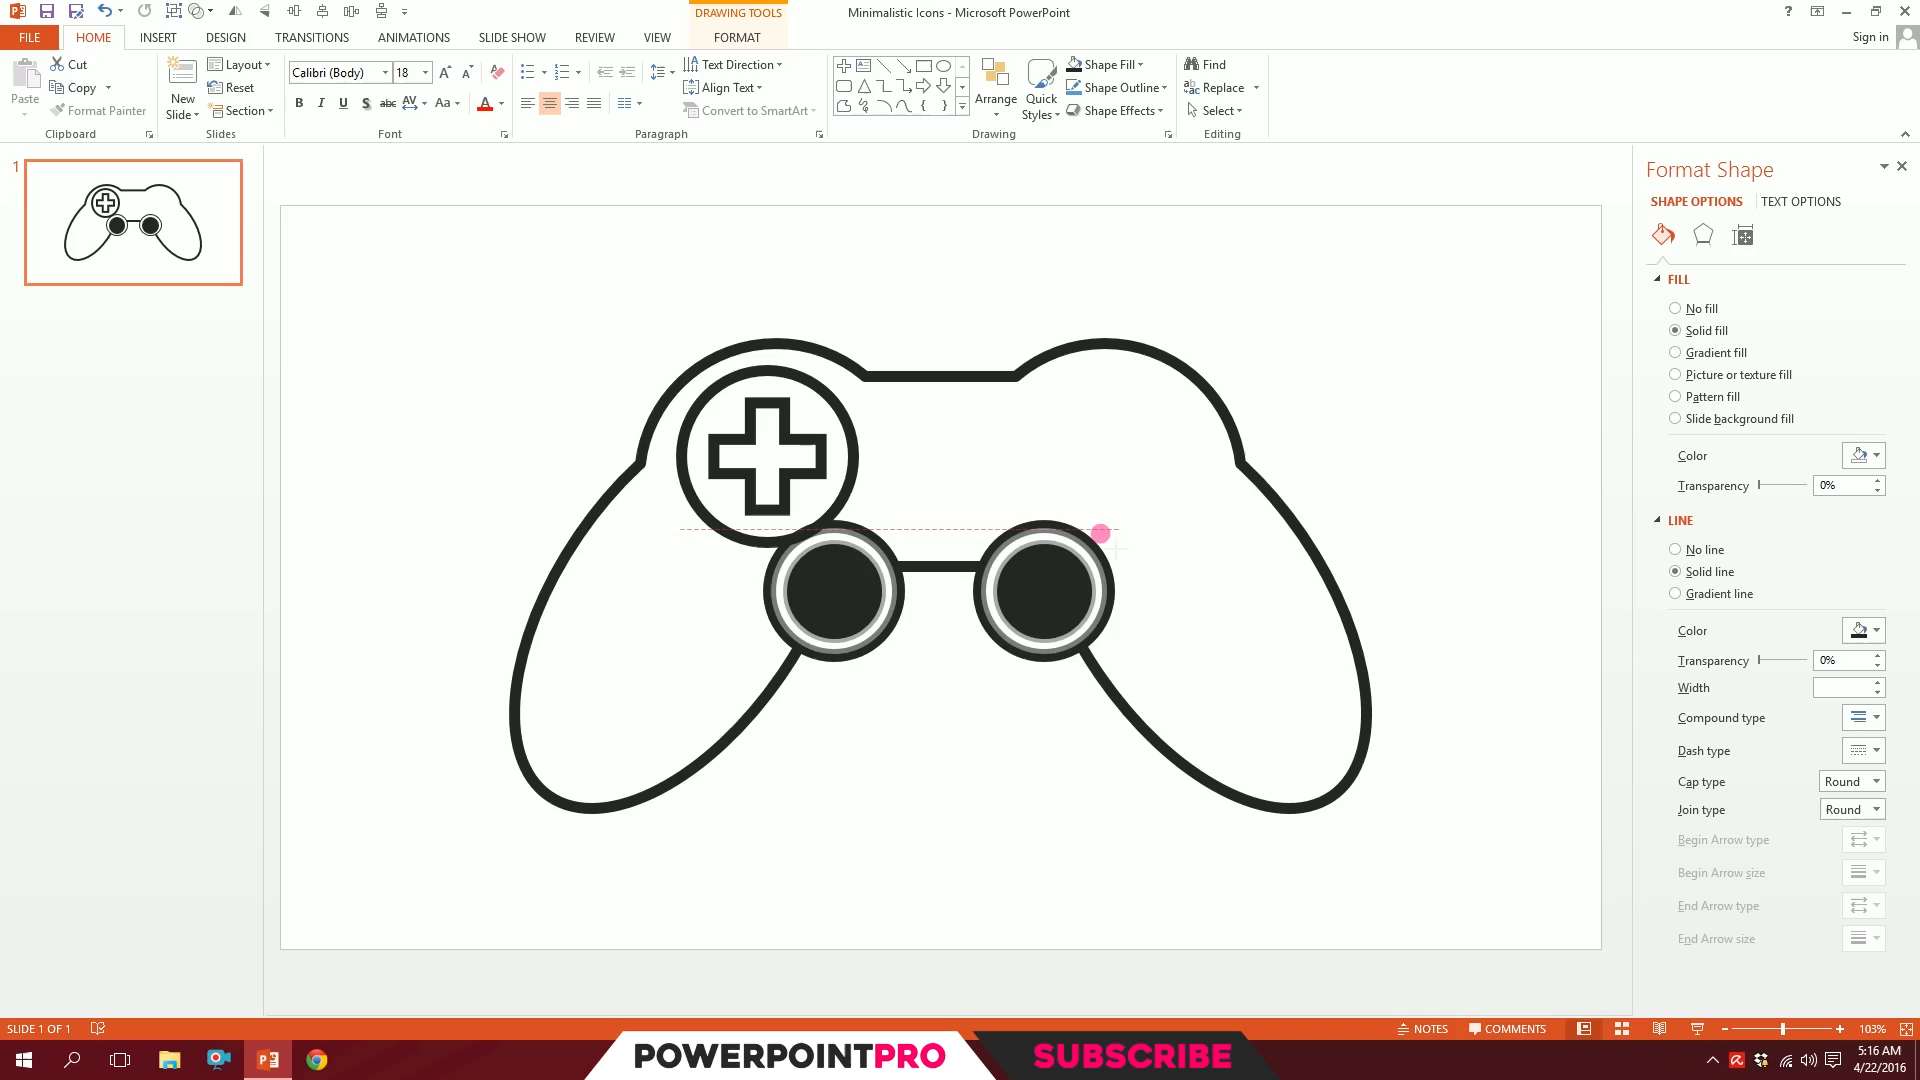 DRAWING TOOLS
Minimalistic Icons - Microsoft PowerPoint
?
FILE
HOME
INSERT
DESIGN
TRANSITIONS
ANIMATIONS
SLIDE SHOW
REVIEW
VIEW
FORMAT
Sign in
Paste
Cut
Copy
Format Painter
Clipboard
New
Slide
Layout
Reset
Section
Slides
Calibri (Body)
18
B I U S abc AV Aa A
Font
Text Direction
Align Text
Convert to SmartArt
Paragraph
Arrange
Quick
Styles
Shape Fill
Shape Outline
Shape Effects
Drawing
Find
Replace
Select
Editing
1
Format Shape
SHAPE OPTIONS
TEXT OPTIONS
FILL
No fill
Solid fill
Gradient fill
Picture or texture fill
Pattern fill
Slide background fill
Color
Transparency
0%
LINE
No line
Solid line
Gradient line
Color
Transparency
0%
Width
Compound type
Dash type
Cap type
Round
Join type
Round
Begin Arrow type
Begin Arrow size
End Arrow type
End Arrow size
SLIDE 1 OF 1
NOTES
COMMENTS
103%
POWERPOINTPRO
SUBSCRIBE
5:16 AM
4/22/2016